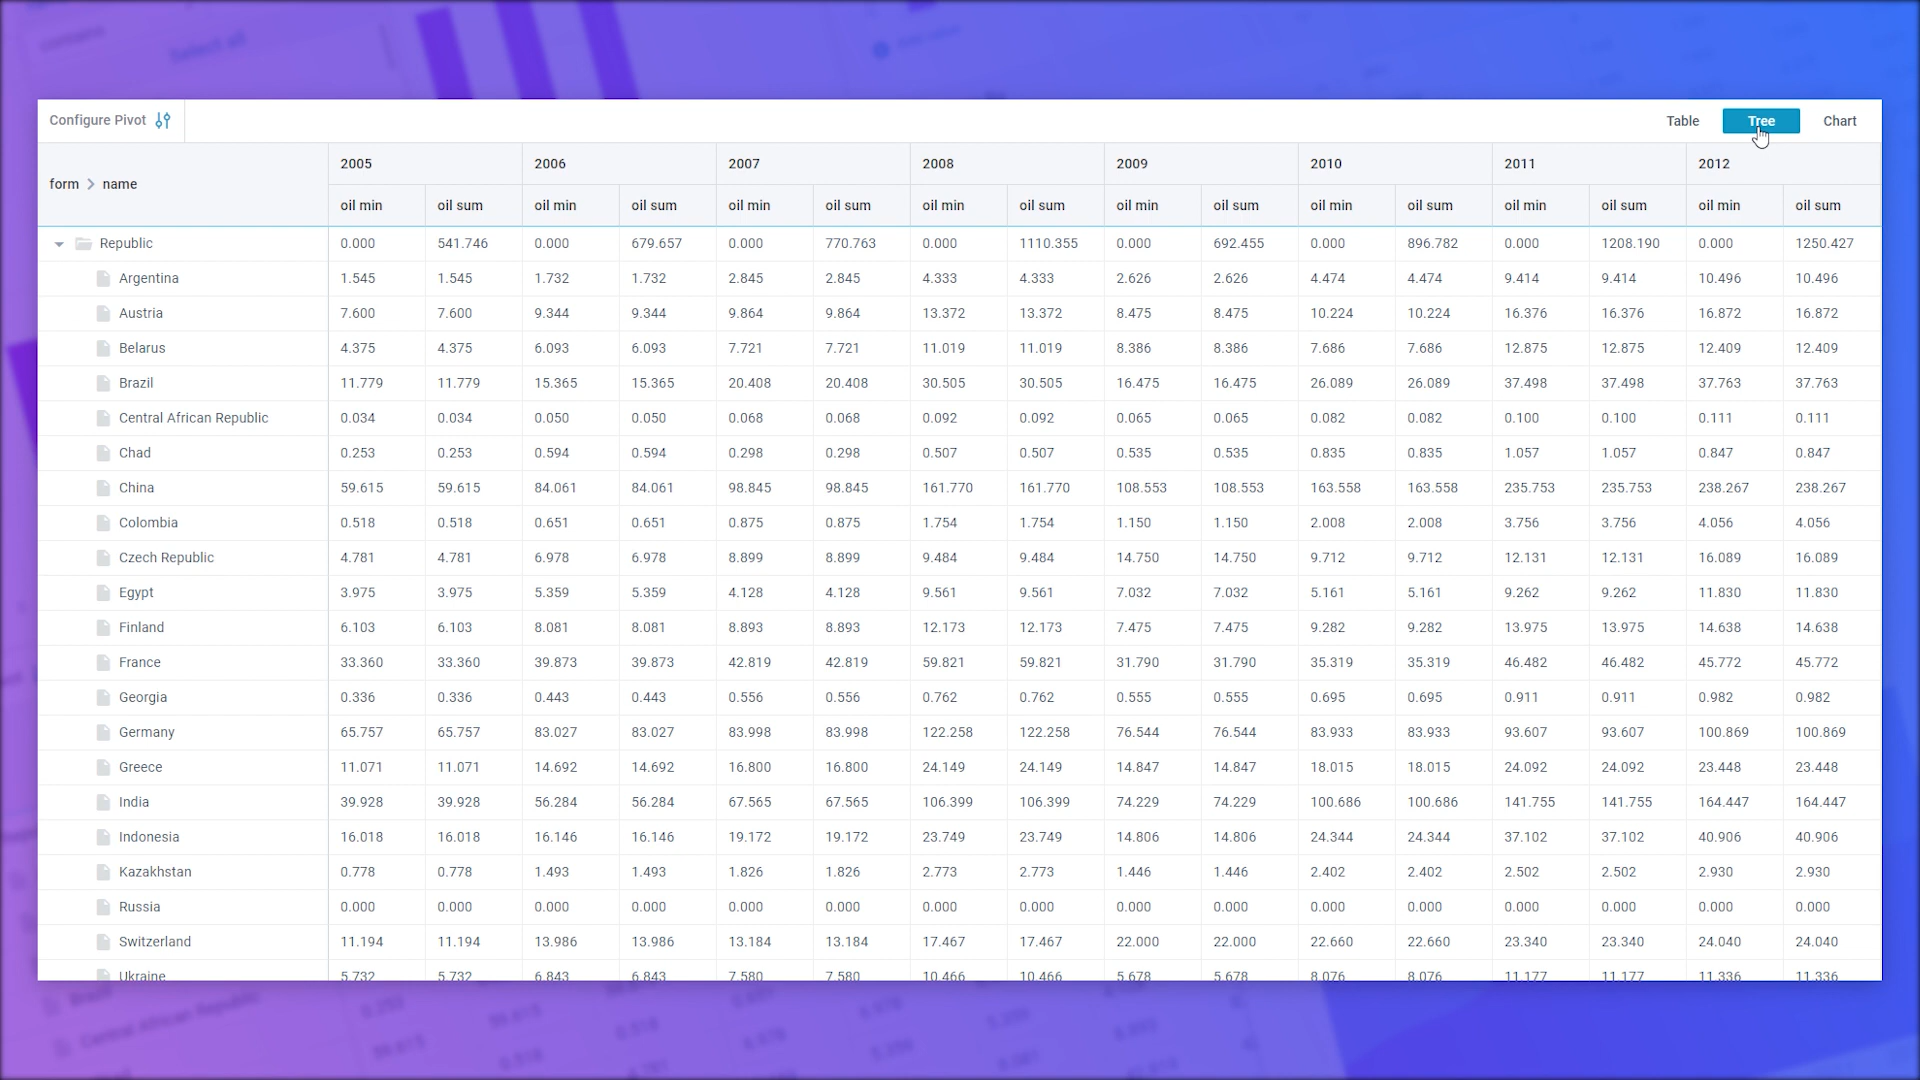 Configure Pivot Table Tree Chart
form > name 2005 2006 2007 2008 2009 2010 2011 2012
oil min oil sum oil min oil sum oil min oil sum oil min oil sum oil min oil sum oil min oil sum oil min oil sum oil min oil sum
Republic 0.000 541.746 0.000 679.657 0.000 770.763 0.000 1110.355 0.000 692.455 0.000 896.782 0.000 1208.190 0.000 1250.427
Argentina 1.545 1.545 1.732 1.732 2.845 2.845 4.333 4.333 2.626 2.626 4.474 4.474 9.414 9.414 10.496 10.496
Austria 7.600 7.600 9.344 9.344 9.864 9.864 13.372 13.372 8.475 8.475 10.224 10.224 16.376 16.376 16.872 16.872
Belarus 4.375 4.375 6.093 6.093 7.721 7.721 11.019 11.019 8.386 8.386 7.686 7.686 12.875 12.875 12.409 12.409
Brazil 11.779 11.779 15.365 15.365 20.408 20.408 30.505 30.505 16.475 16.475 26.089 26.089 37.498 37.498 37.763 37.763
Central African Republic 0.034 0.034 0.050 0.050 0.068 0.068 0.092 0.092 0.065 0.065 0.082 0.082 0.100 0.100 0.111 0.111
Chad 0.253 0.253 0.594 0.594 0.298 0.298 0.507 0.507 0.535 0.535 0.835 0.835 1.057 1.057 0.847 0.847
China 59.615 59.615 84.061 84.061 98.845 98.845 161.770 161.770 108.553 108.553 163.558 163.558 235.753 235.753 238.267 238.267
Colombia 0.518 0.518 0.651 0.651 0.875 0.875 1.754 1.754 1.150 1.150 2.008 2.008 3.756 3.756 4.056 4.056
Czech Republic 4.781 4.781 6.978 6.978 8.899 8.899 9.484 9.484 14.750 14.750 9.712 9.712 12.131 12.131 16.089 16.089
Egypt 3.975 3.975 5.359 5.359 4.128 4.128 9.561 9.561 7.032 7.032 5.161 5.161 9.262 9.262 11.830 11.830
Finland 6.103 6.103 8.081 8.081 8.893 8.893 12.173 12.173 7.475 7.475 9.282 9.282 13.975 13.975 14.638 14.638
France 33.360 33.360 39.873 39.873 42.819 42.819 59.821 59.821 31.790 31.790 35.319 35.319 46.482 46.482 45.772 45.772
Georgia 0.336 0.336 0.443 0.443 0.556 0.556 0.762 0.762 0.555 0.555 0.695 0.695 0.911 0.911 0.982 0.982
Germany 65.757 65.757 83.027 83.027 83.998 83.998 122.258 122.258 76.544 76.544 83.933 83.933 93.607 93.607 100.869 100.869
Greece 11.071 11.071 14.692 14.692 16.800 16.800 24.149 24.149 14.847 14.847 18.015 18.015 24.092 24.092 23.448 23.448
India 39.928 39.928 56.284 56.284 67.565 67.565 106.399 106.399 74.229 74.229 100.686 100.686 141.755 141.755 164.447 164.447
Indonesia 16.018 16.018 16.146 16.146 19.172 19.172 23.749 23.749 14.806 14.806 24.344 24.344 37.102 37.102 40.906 40.906
Kazakhstan 0.778 0.778 1.493 1.493 1.826 1.826 2.773 2.773 1.446 1.446 2.402 2.402 2.502 2.502 2.930 2.930
Russia 0.000 0.000 0.000 0.000 0.000 0.000 0.000 0.000 0.000 0.000 0.000 0.000 0.000 0.000 0.000 0.000
Switzerland 11.194 11.194 13.986 13.986 13.184 13.184 17.467 17.467 22.000 22.000 22.660 22.660 23.340 23.340 24.040 24.040
Ukraine 5.732 5.732 6.843 6.843 7.580 7.580 10.466 10.466 5.678 5.678 8.076 8.076 11.177 11.177 11.336 11.336